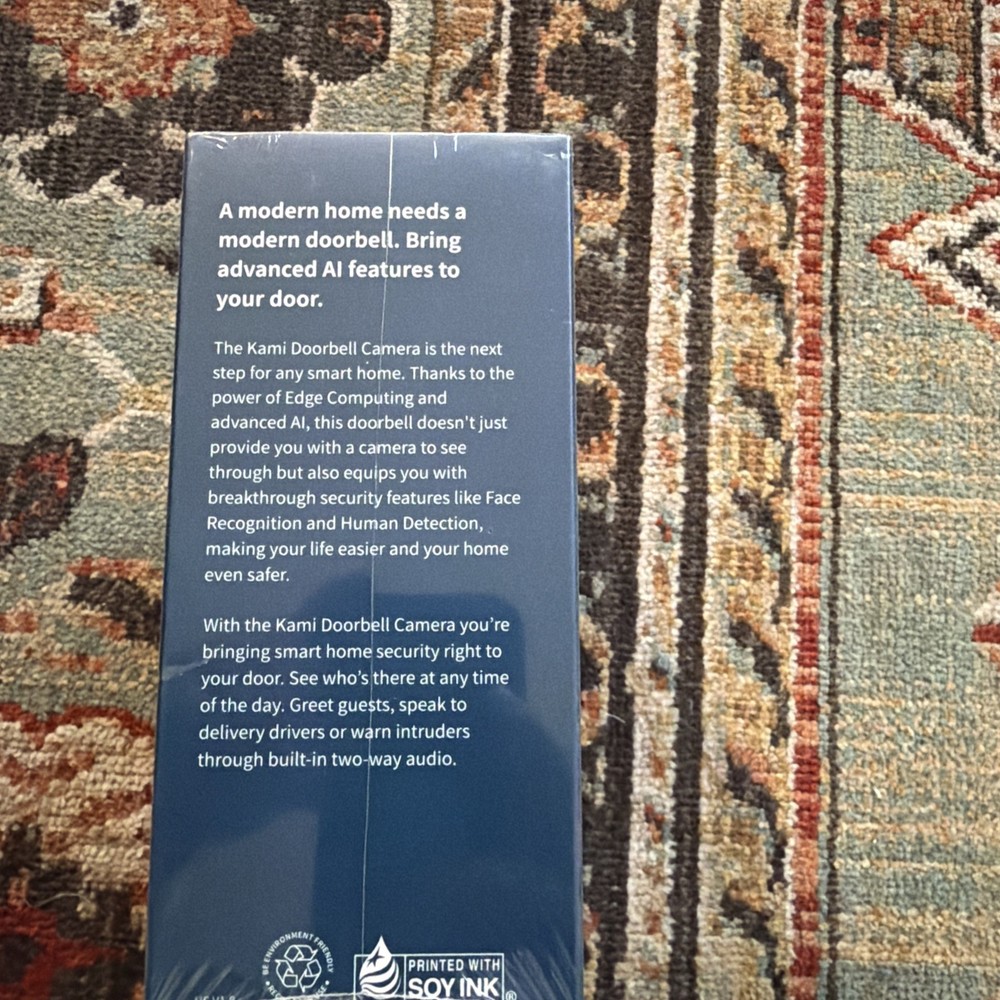 A modern home needs a
modern doorbell. Bring
advanced AI features to
your door.
The Kami Doorbell Camera is the next
step for any smart home. Thanks to the
power of Edge Computing and
advanced AI, this doorbell doesn't just
provide you with a camera to see
through but also equips you with
breakthrough security features like Face
Recognition and Human Detection,
making your life easier and your home
even safer.
With the Kami Doorbell Camera you're
bringing smart home security right to
your door. See who's there at any time
of the day. Greet guests, speak to
delivery drivers or warn intruders
through built-in two-way audio.
BE ENVIRONMENT FRIENDLY
PRINTED WITH
SOY INK®